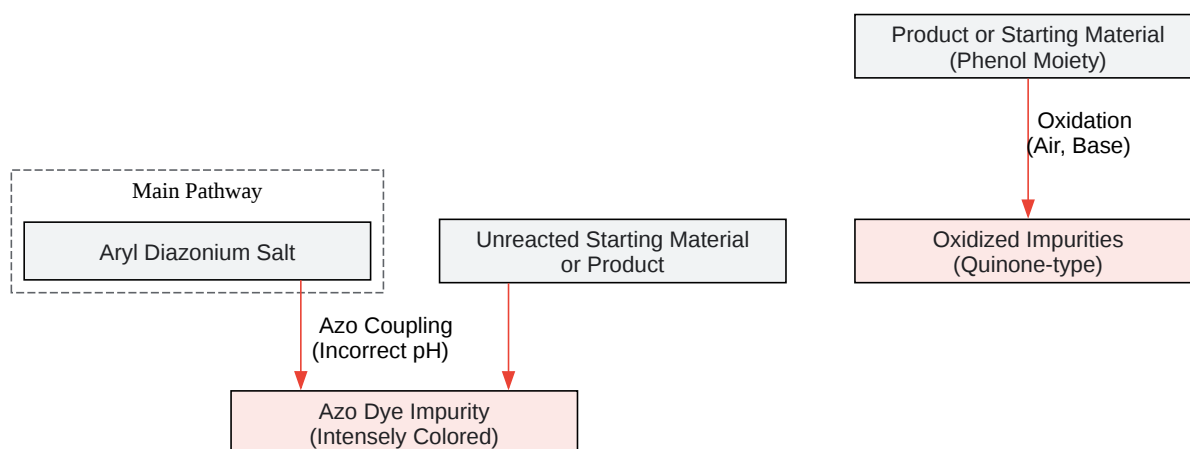 Product or Starting Material
(Phenol Moiety)
Oxidation
(Air, Base)
Main Pathway
Aryl Diazonium Salt
Unreacted Starting Material
or Product
Oxidized Impurities
(Quinone-type)
Azo Coupling
(Incorrect pH)
Azo Dye Impurity
(Intensely Colored)